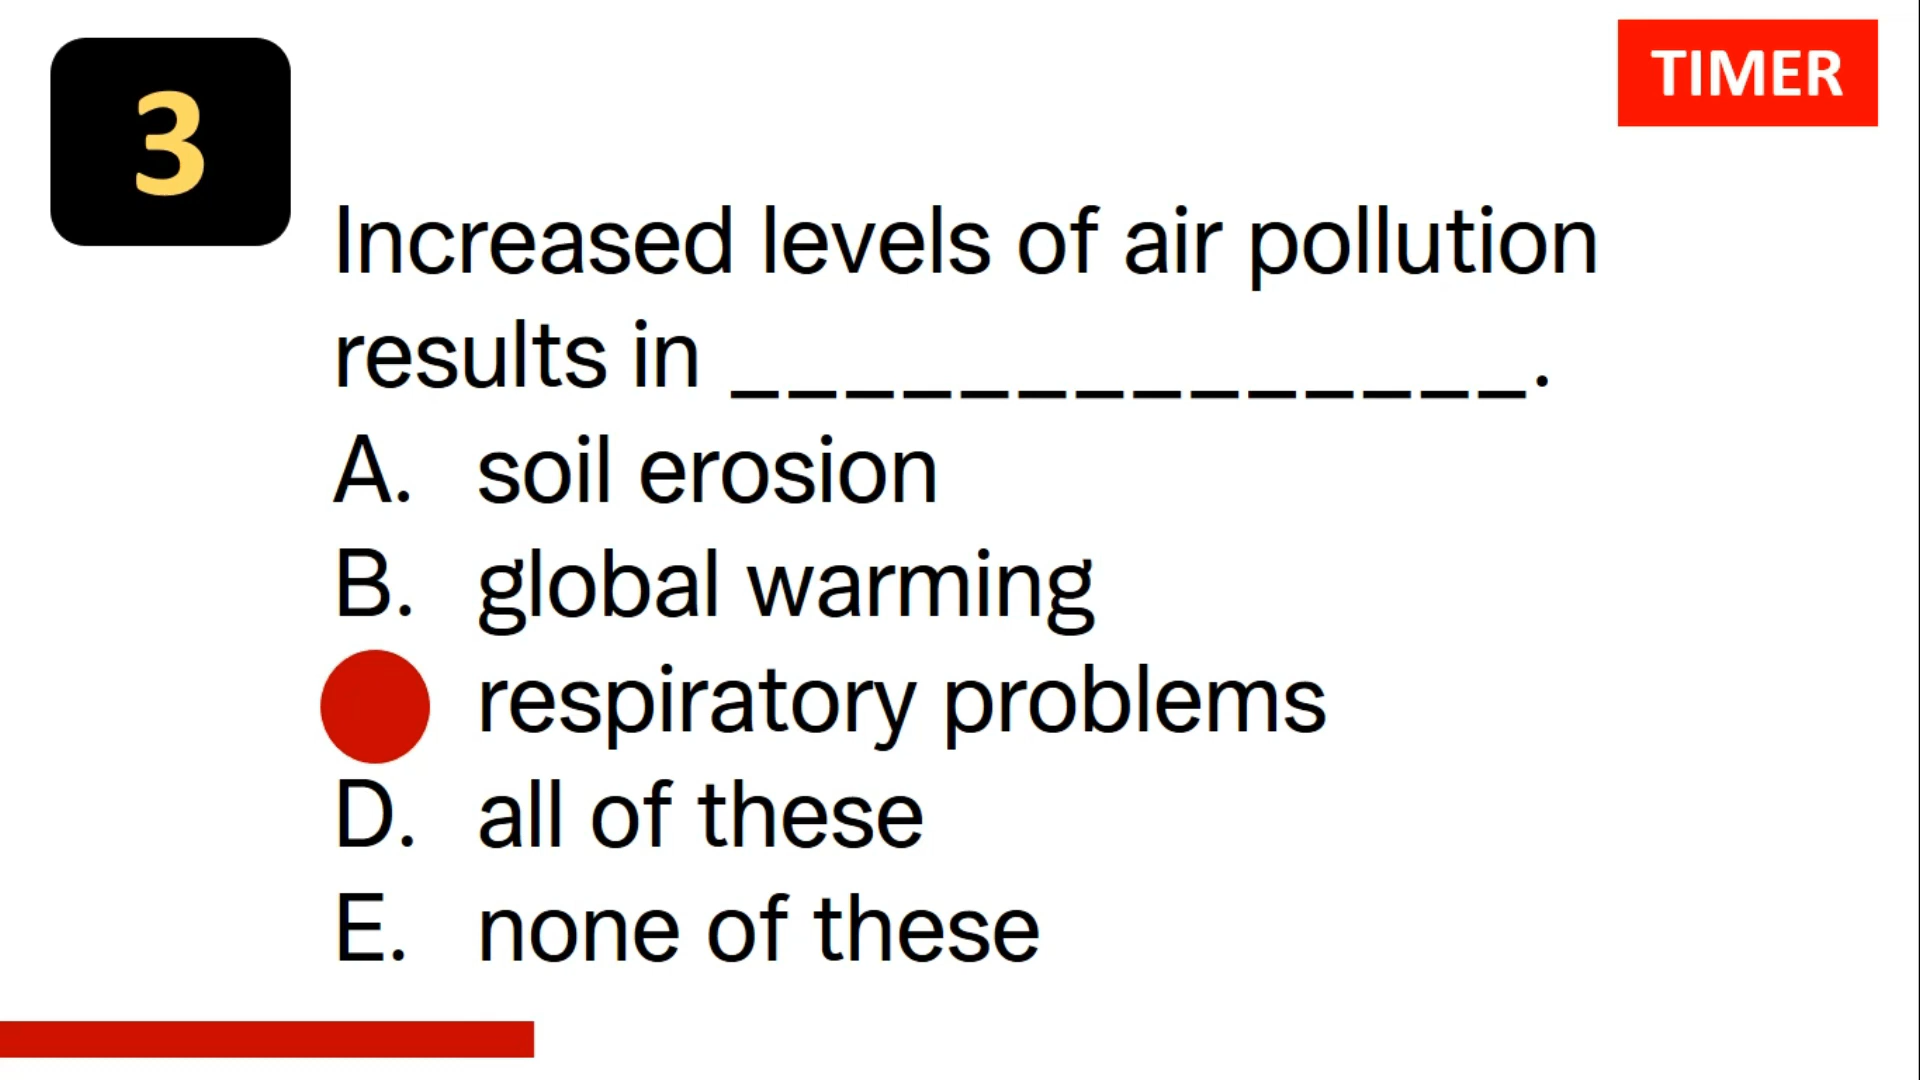 3
TIMER
Increased levels of air pollution
results in ______________.
A. soil erosion
B. global warming
respiratory problems
D. all of these
E. none of these